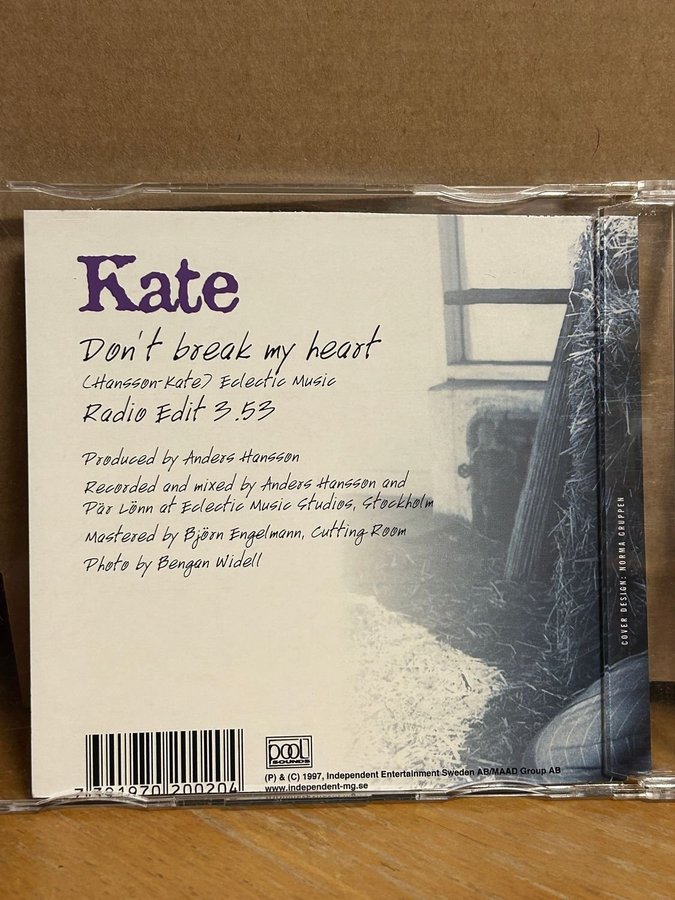 Kate
Don't break my heart
(Hansson-Kate) Eclectic Music
Radio Edit 3.53
Produced by Anders Hansson
Recorded and mixed by Anders Hansson and
Pär Lönn at Eclectic Music Studios, Stockholm
Mastered by Björn Engelmann, Cutting Room
Photo by Bengan Widell
COVER DESIGN: NORMA GRUPPEN
7 391970 200204
pool
SOUNDS
(P) & (C) 1997, Independent Entertainment Sweden AB/MAAD Group AB
www.independent-mg.se